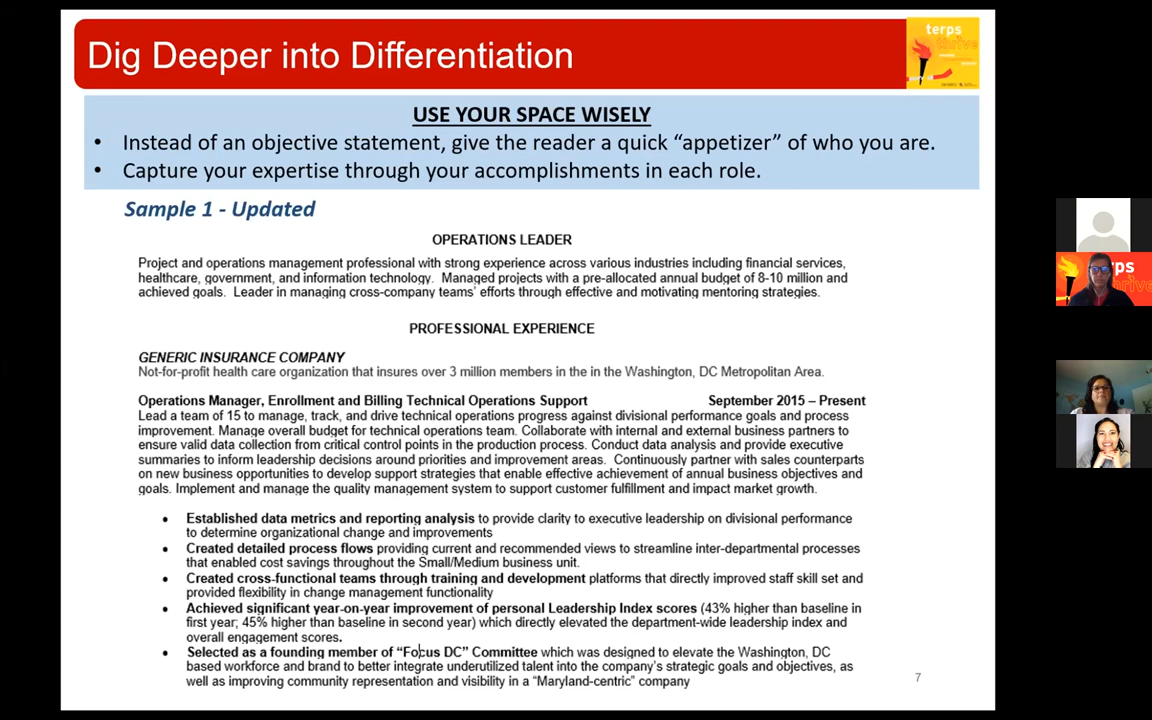 Dig Deeper into Differentiation
terps
thrive
USE YOUR SPACE WISELY
• Instead of an objective statement, give the reader a quick “appetizer” of who you are.
• Capture your expertise through your accomplishments in each role.
Sample 1 - Updated
OPERATIONS LEADER
Project and operations management professional with strong experience across various industries including financial services,
healthcare, government, and information technology. Managed projects with a pre-allocated annual budget of 8-10 million and
achieved goals. Leader in managing cross-company teams’ efforts through effective and motivating mentoring strategies.
PROFESSIONAL EXPERIENCE
GENERIC INSURANCE COMPANY
Not-for-profit health care organization that insures over 3 million members in the in the Washington, DC Metropolitan Area.
Operations Manager, Enrollment and Billing Technical Operations Support September 2015 – Present
Lead a team of 15 to manage, track, and drive technical operations progress against divisional performance goals and process
improvement. Manage overall budget for technical operations team. Collaborate with internal and external business partners to
ensure valid data collection from critical control points in the production process. Conduct data analysis and provide executive
summaries to inform leadership decisions around priorities and improvement areas. Continuously partner with sales counterparts
on new business opportunities to develop support strategies that enable effective achievement of annual business objectives and
goals. Implement and manage the quality management system to support customer fulfillment and impact market growth.
• Established data metrics and reporting analysis to provide clarity to executive leadership on divisional performance
to determine organizational change and improvements
• Created detailed process flows providing current and recommended views to streamline inter-departmental processes
that enabled cost savings throughout the Small/Medium business unit.
• Created cross-functional teams through training and development platforms that directly improved staff skill set and
provided flexibility in change management functionality
• Achieved significant year-on-year improvement of personal Leadership Index scores (43% higher than baseline in
first year; 45% higher than baseline in second year) which directly elevated the department-wide leadership index and
overall engagement scores.
• Selected as a founding member of “Focus DC” Committee which was designed to elevate the Washington, DC
based workforce and brand to better integrate underutilized talent into the company’s strategic goals and objectives, as
well as improving community representation and visibility in a “Maryland-centric” company
7